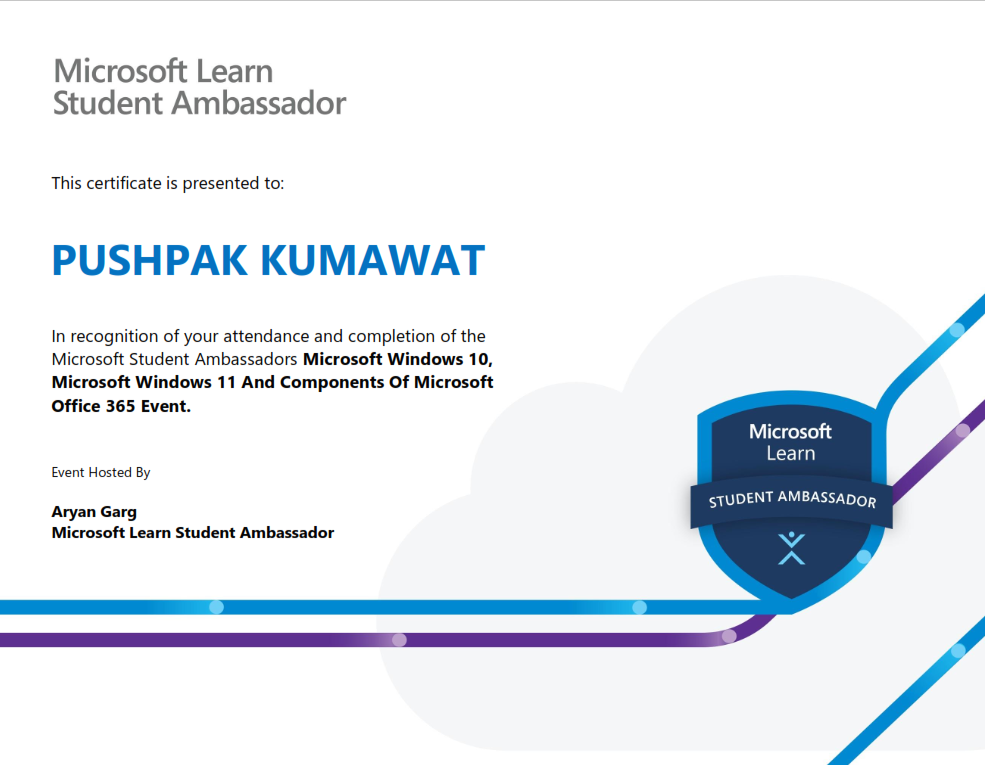 Microsoft Learn
Student Ambassador
This certificate is presented to:
PUSHPAK KUMAWAT
In recognition of your attendance and completion of the
Microsoft Student Ambassadors Microsoft Windows 10,
Microsoft Windows 11 And Components Of Microsoft
Office 365 Event.
Event Hosted By
Aryan Garg
Microsoft Learn Student Ambassador
Microsoft
Learn
STUDENT AMBASSADOR